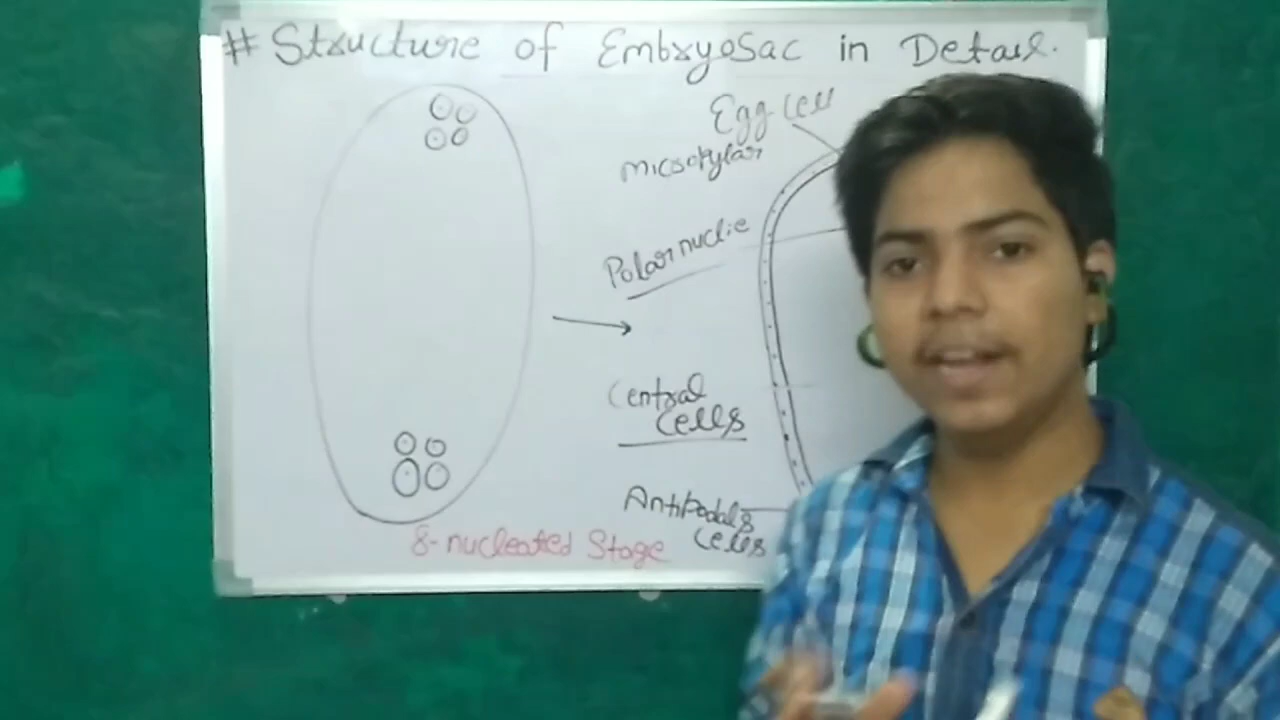 # Structure of Embryosac in Detail.
Egg cell
micropylar
Polar nuclie
Central
Cells
Antipodals
Cells
8-nucleated Stage